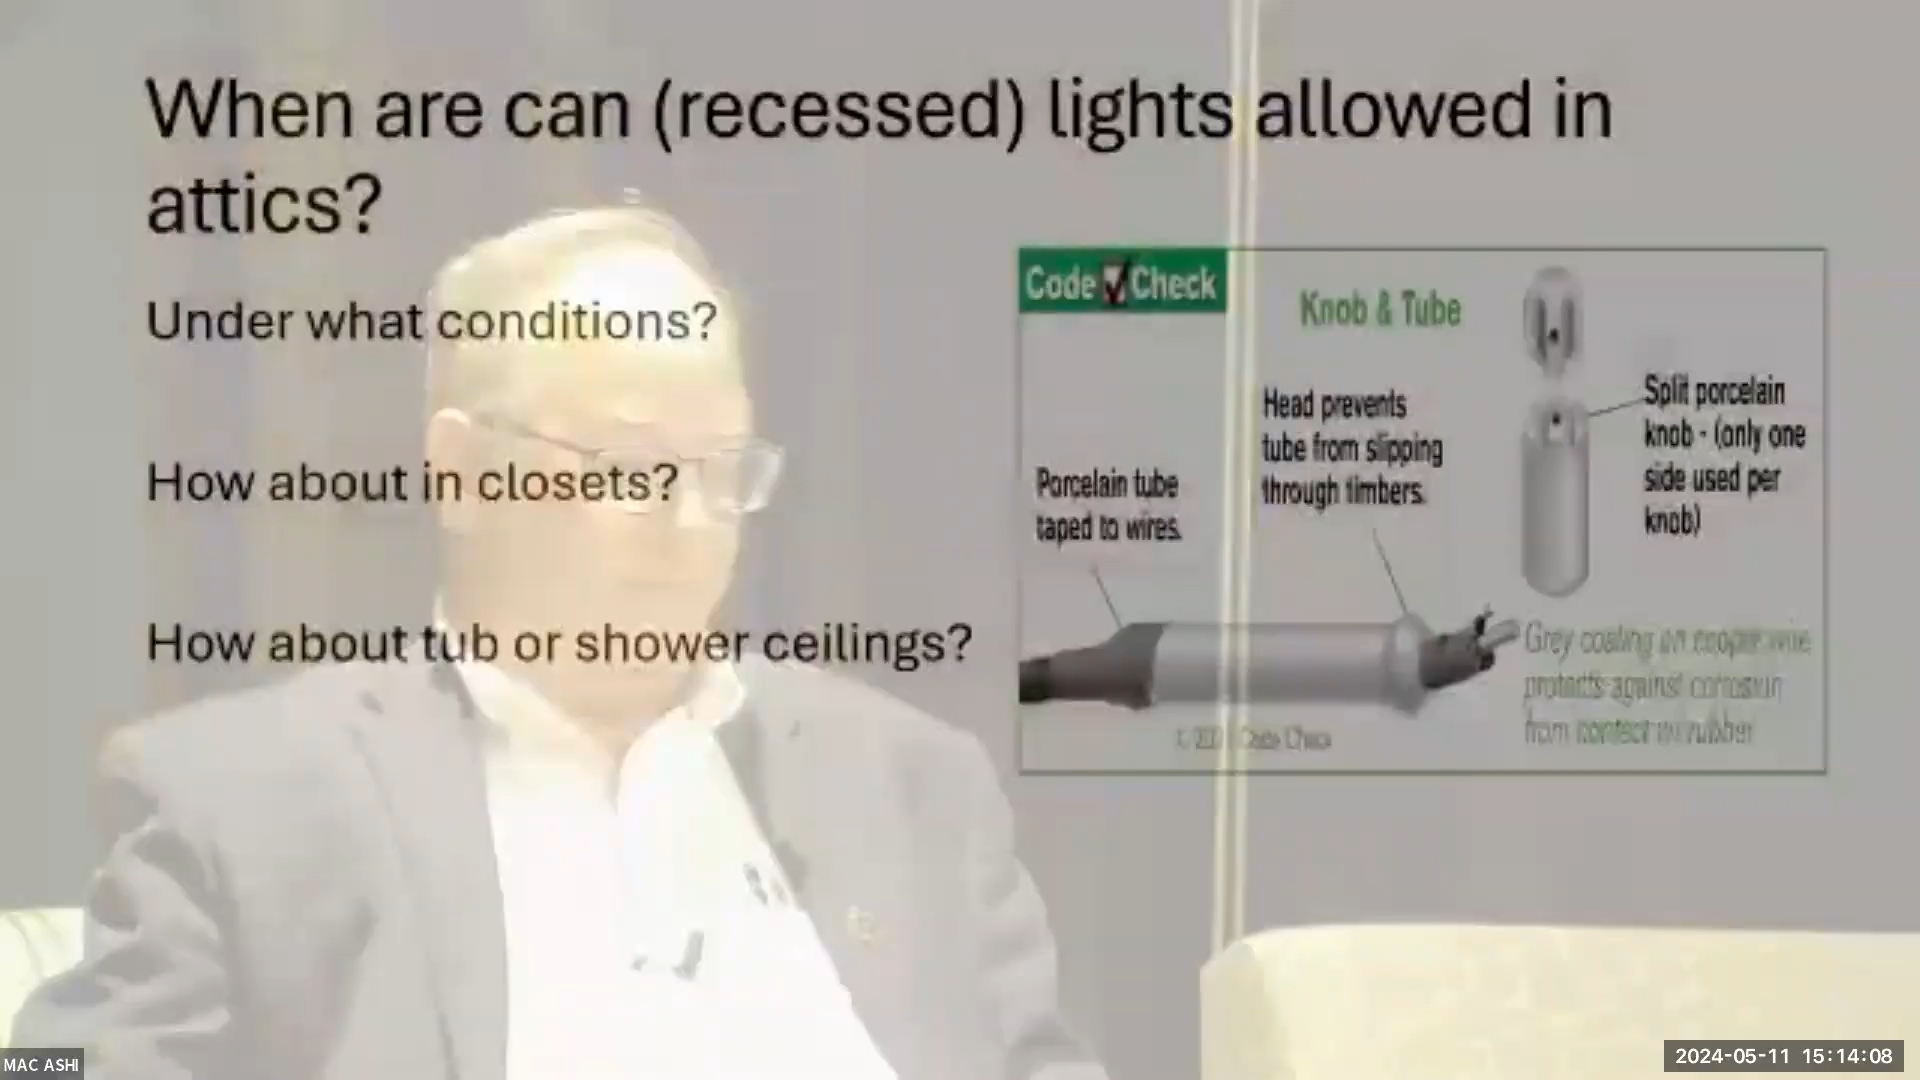 When are can (recessed) lights allowed in
attics?
Under what conditions?
How about in closets?
How about tub or shower ceilings?
Code Check
Knob & Tube
Head prevents
tube from slipping
through timbers.
Porcelain tube
taped to wires.
Split porcelain
knob - (only one
side used per
knob)
Grey coating on copper wire
protects against corrosion
from contact w/rubber
Code Check
MAC ASHI
2024-05-11 15:14:08